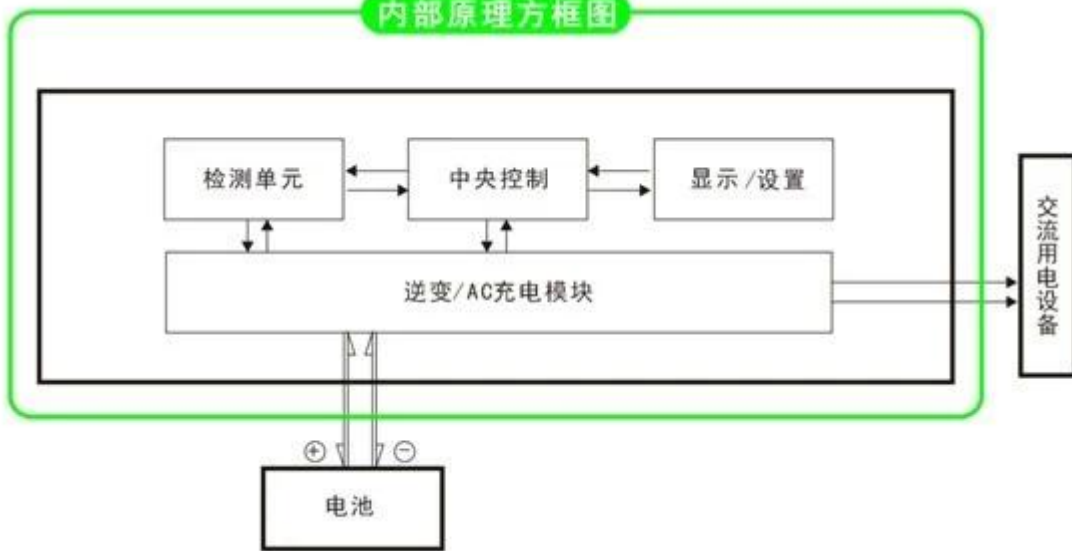 内部原理方框图
检测单元
中央控制
显示/设置
逆变/AC充电模块
交流用电设备
⊕
⊖
电池